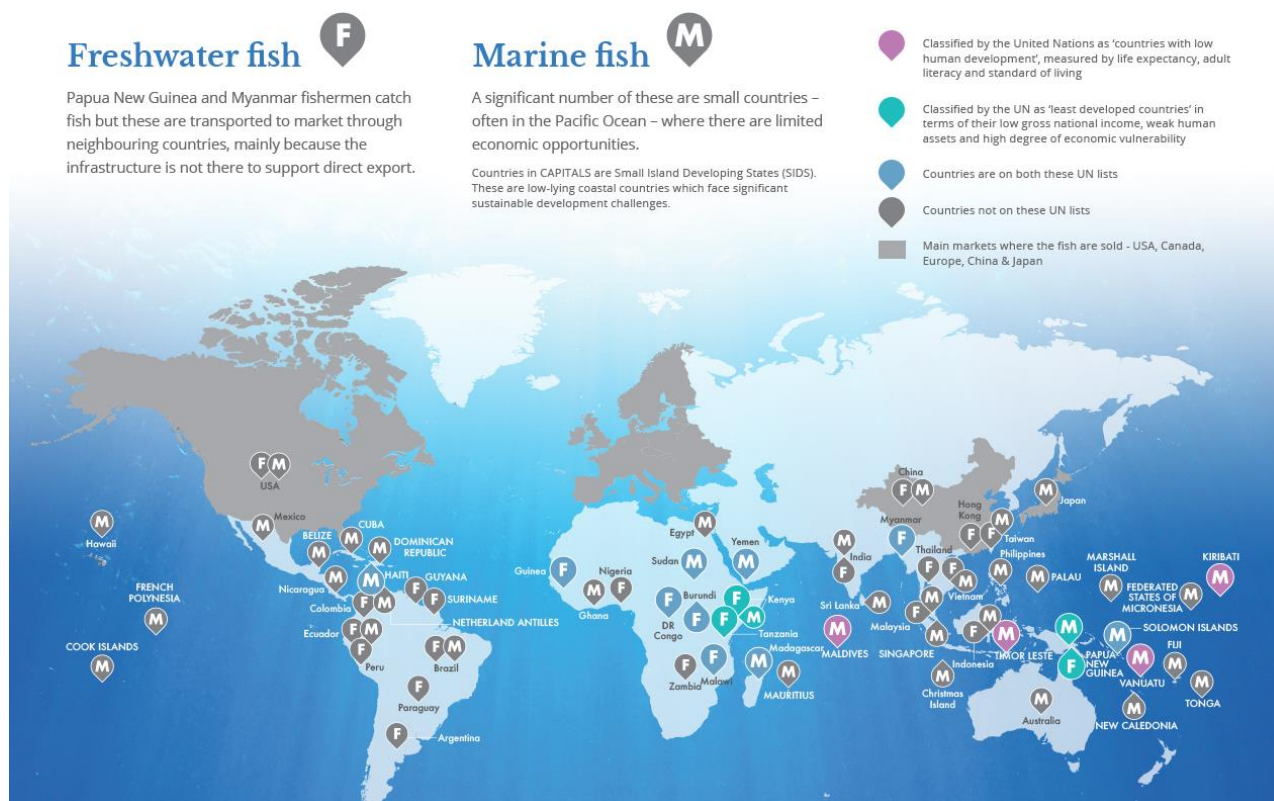 Freshwater fish
F
Papua New Guinea and Myanmar fishermen catch
fish but these are transported to market through
neighbouring countries, mainly because the
infrastructure is not there to support direct export.
Marine fish
M
A significant number of these are small countries –
often in the Pacific Ocean – where there are limited
economic opportunities.
Countries in CAPITALS are Small Island Developing States (SIDS).
These are low-lying coastal countries which face significant
sustainable development challenges.
Classified by the United Nations as 'countries with low
human development', measured by life expectancy, adult
literacy and standard of living
Classified by the UN as 'least developed countries' in
terms of their low gross national income, weak human
assets and high degree of economic vulnerability
Countries are on both these UN lists
Countries not on these UN lists
Main markets where the fish are sold - USA, Canada,
Europe, China & Japan
F M
USA
M
Mexico
M
Hawaii
FRENCH
POLYNESIA
M
COOK ISLANDS
M
BELIZE
M
CUBA
M
M
DOMINICAN
REPUBLIC
Nicaragua
M
M
HAITI
F
GUYANA
F
SURINAME
Colombia
F M
NETHERLAND ANTILLES
Ecuador
F M
F
Peru
F M
Brazil
F
Paraguay
F
Argentina
Egypt
M
Guinea
F
Nigeria
F
M
Ghana
Sudan
M
Yemen
M
F
DR
Congo
Burundi
F
F
Kenya
F M
Tanzania
F
Zambia
F
Malawi
Madagascar
M
M
MAURITIUS
M
India
F
Sri Lanka
M
M
MALDIVES
China
F M
Myanmar
F
Hong
Kong
F
F M
Taiwan
M
Japan
Thailand
F
F M
Vietnam
Philippines
M
M
F
Malaysia
SINGAPORE
M
F M
Indonesia
M
TIMOR LESTE
M
Christmas
Island
M
PALAU
MARSHALL
ISLAND
M
FEDERATED
STATES OF
MICRONESIA
M
KIRIBATI
M
M
PAPUA
NEW
GUINEA
F
M
SOLOMON ISLANDS
M
VANUATU
FIJI
M
M
TONGA
M
NEW CALEDONIA
M
Australia